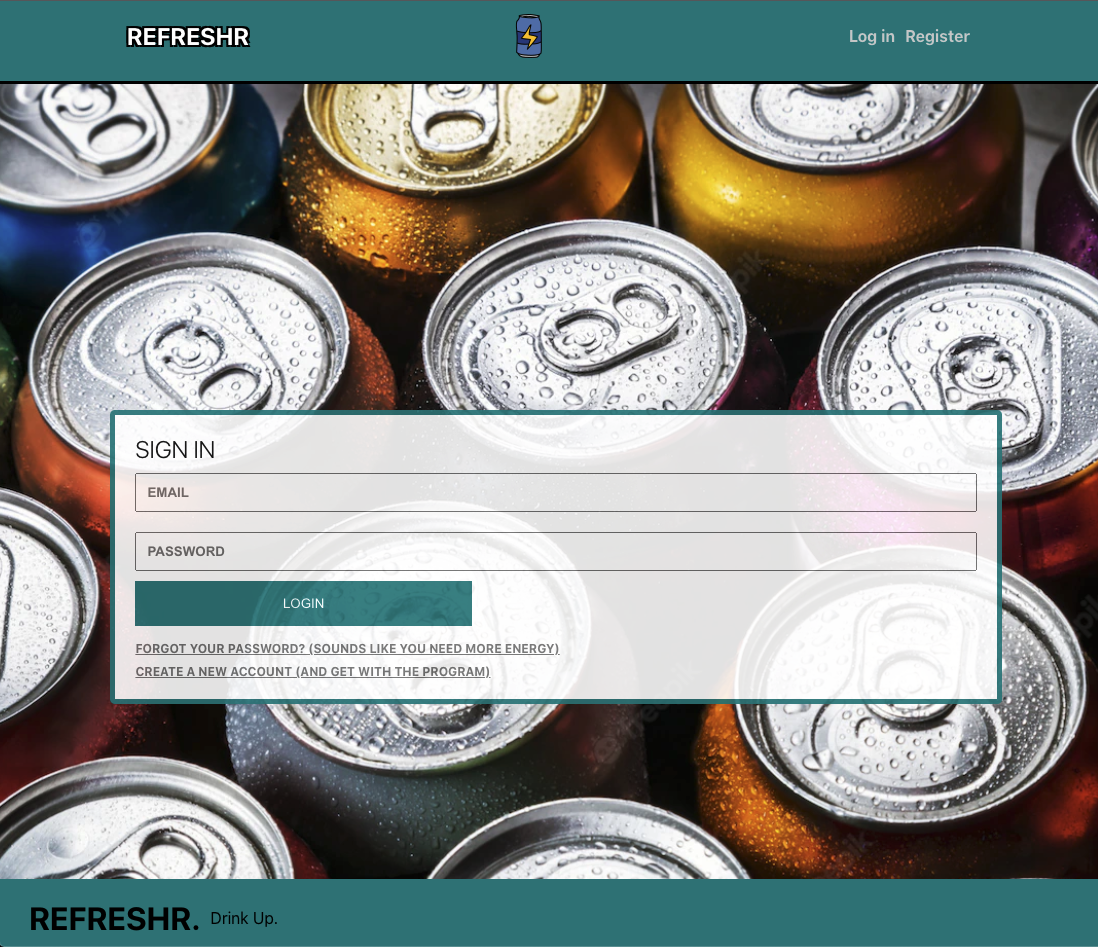 REFRESHR
Log in Register
SIGN IN
EMAIL
PASSWORD
LOGIN
FORGOT YOUR PASSWORD? (SOUNDS LIKE YOU NEED MORE ENERGY)
CREATE A NEW ACCOUNT (AND GET WITH THE PROGRAM)
REFRESHR. Drink Up.